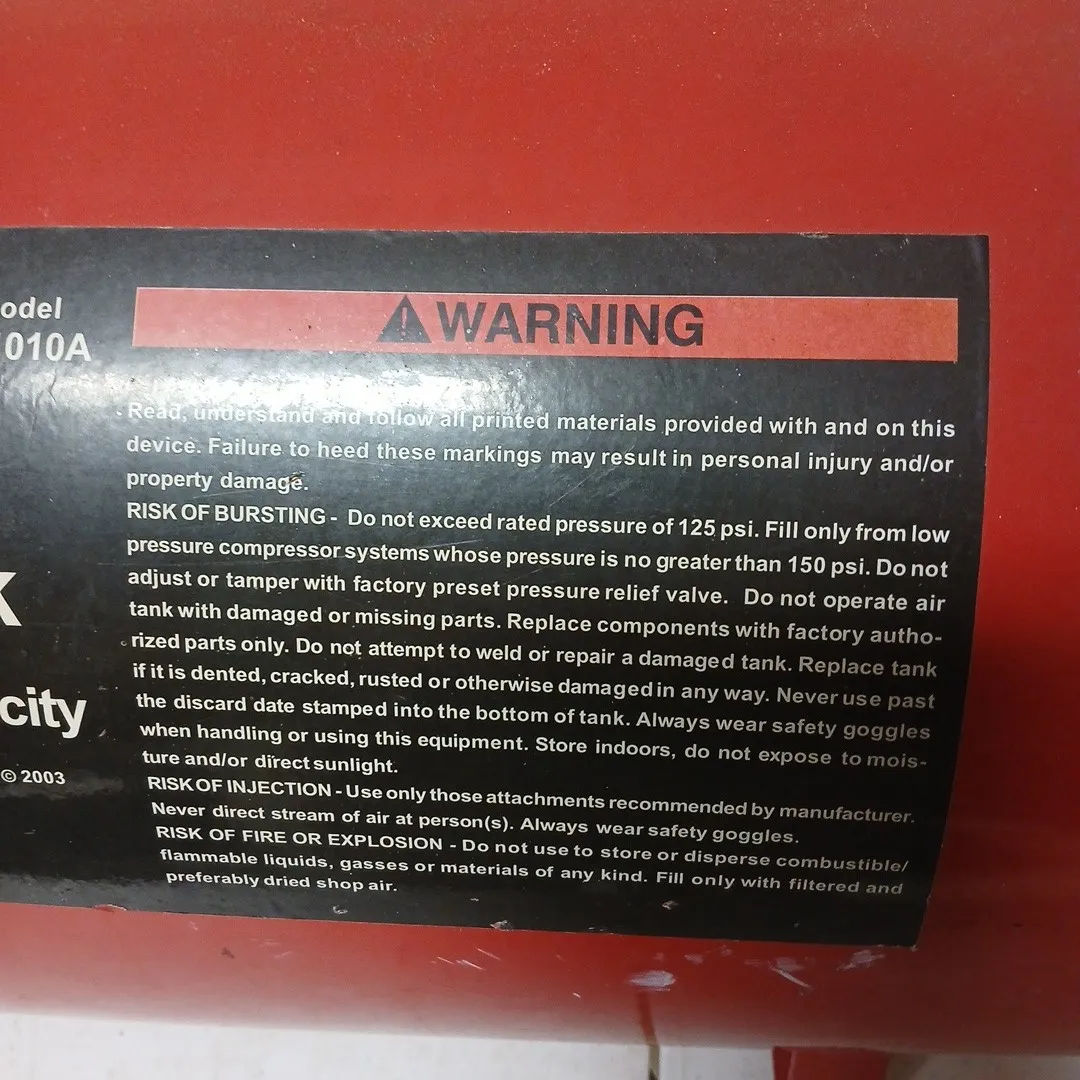 odel
1010A
K
city
© 2003
WARNING
Read, understand and follow all printed materials provided with and on this
device. Failure to heed these markings may result in personal injury and/or
property damage.
RISK OF BURSTING - Do not exceed rated pressure of 125 psi. Fill only from low
pressure compressor systems whose pressure is no greater than 150 psi. Do not
adjust or tamper with factory preset pressure relief valve. Do not operate air
tank with damaged or missing parts. Replace components with factory autho-
rized parts only. Do not attempt to weld or repair a damaged tank. Replace tank
if it is dented, cracked, rusted or otherwise damaged in any way. Never use past
the discard date stamped into the bottom of tank. Always wear safety goggles
when handling or using this equipment. Store indoors, do not expose to mois-
ture and/or direct sunlight.
RISK OF INJECTION - Use only those attachments recommended by manufacturer.
Never direct stream of air at person(s). Always wear safety goggles.
RISK OF FIRE OR EXPLOSION - Do not use to store or disperse combustible/
flammable liquids, gasses or materials of any kind. Fill only with filtered and
preferably dried shop air.